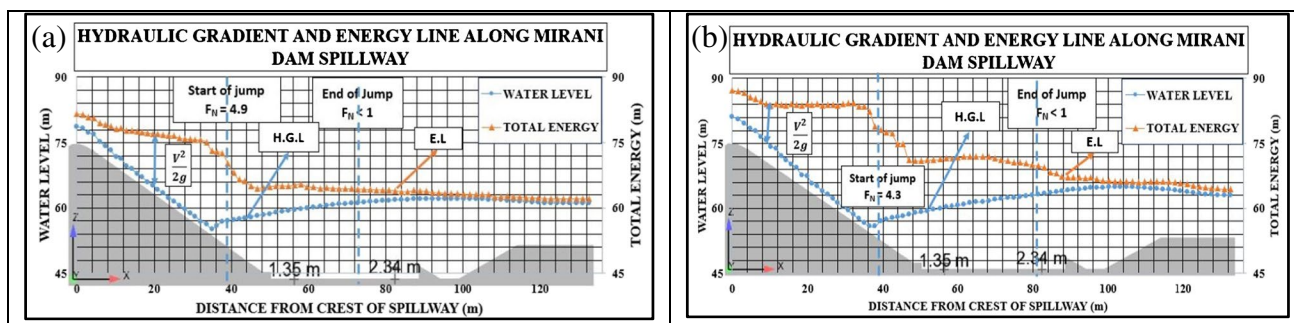 (a)
HYDRAULIC GRADIENT AND ENERGY LINE ALONG MIRANI
DAM SPILLWAY
90
75
60
45
WATER LEVEL (m)
Start of jump
F_N = 4.9
End of Jump
F_N < 1
WATER LEVEL
TOTAL ENERGY
H.G.L
E.L
V²
2g
Z
X
1.35 m
2.34 m
90
75
60
45
TOTAL ENERGY (m)
0 20 40 60 80 100 120
DISTANCE FROM CREST OF SPILLWAY (m)
(b)
HYDRAULIC GRADIENT AND ENERGY LINE ALONG MIRANI
DAM SPILLWAY
90
75
60
45
WATER LEVEL (m)
End of Jump
F_N < 1
WATER LEVEL
TOTAL ENERGY
H.G.L
E.L
V²
2g
Start of jump
F_N = 4.3
X
1.35 m
2.34 m
90
75
60
45
TOTAL ENERGY (m)
0 20 40 60 80 100 120
DISTANCE FROM CREST OF SPILLWAY (m)